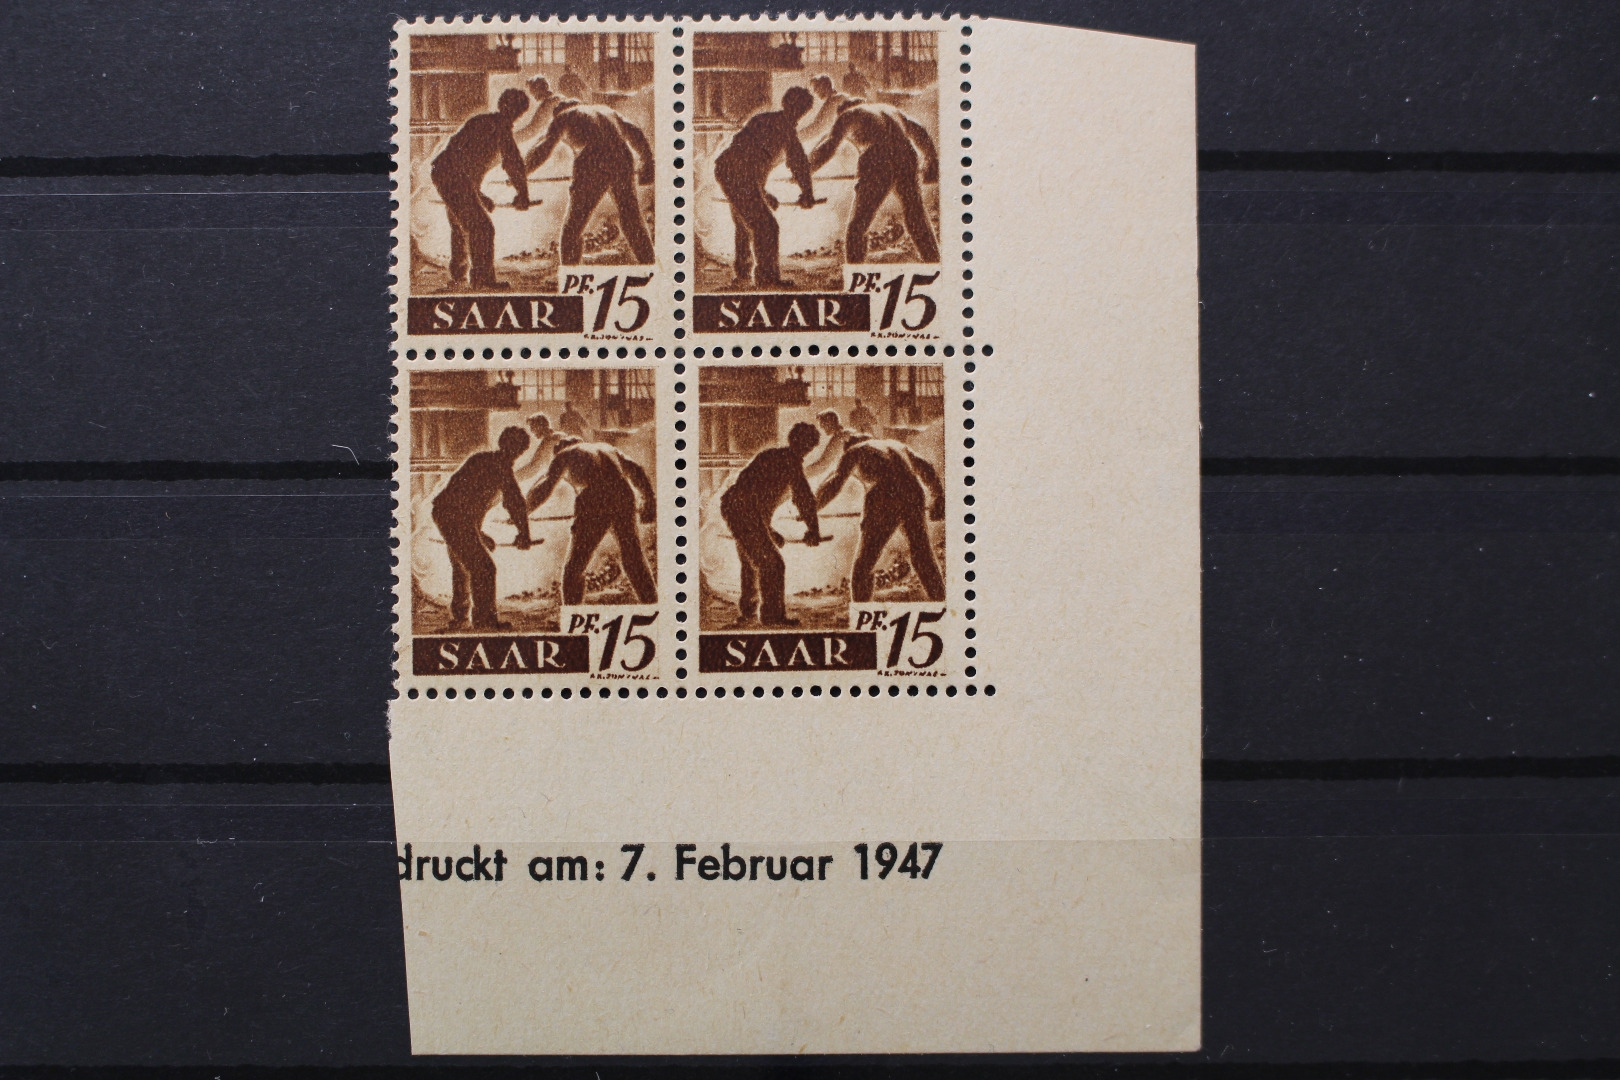 PF. 15 PF. 15
SAAR SAAR
PF. 15 PF. 15
SAAR SAAR
druckt am: 7. Februar 1947